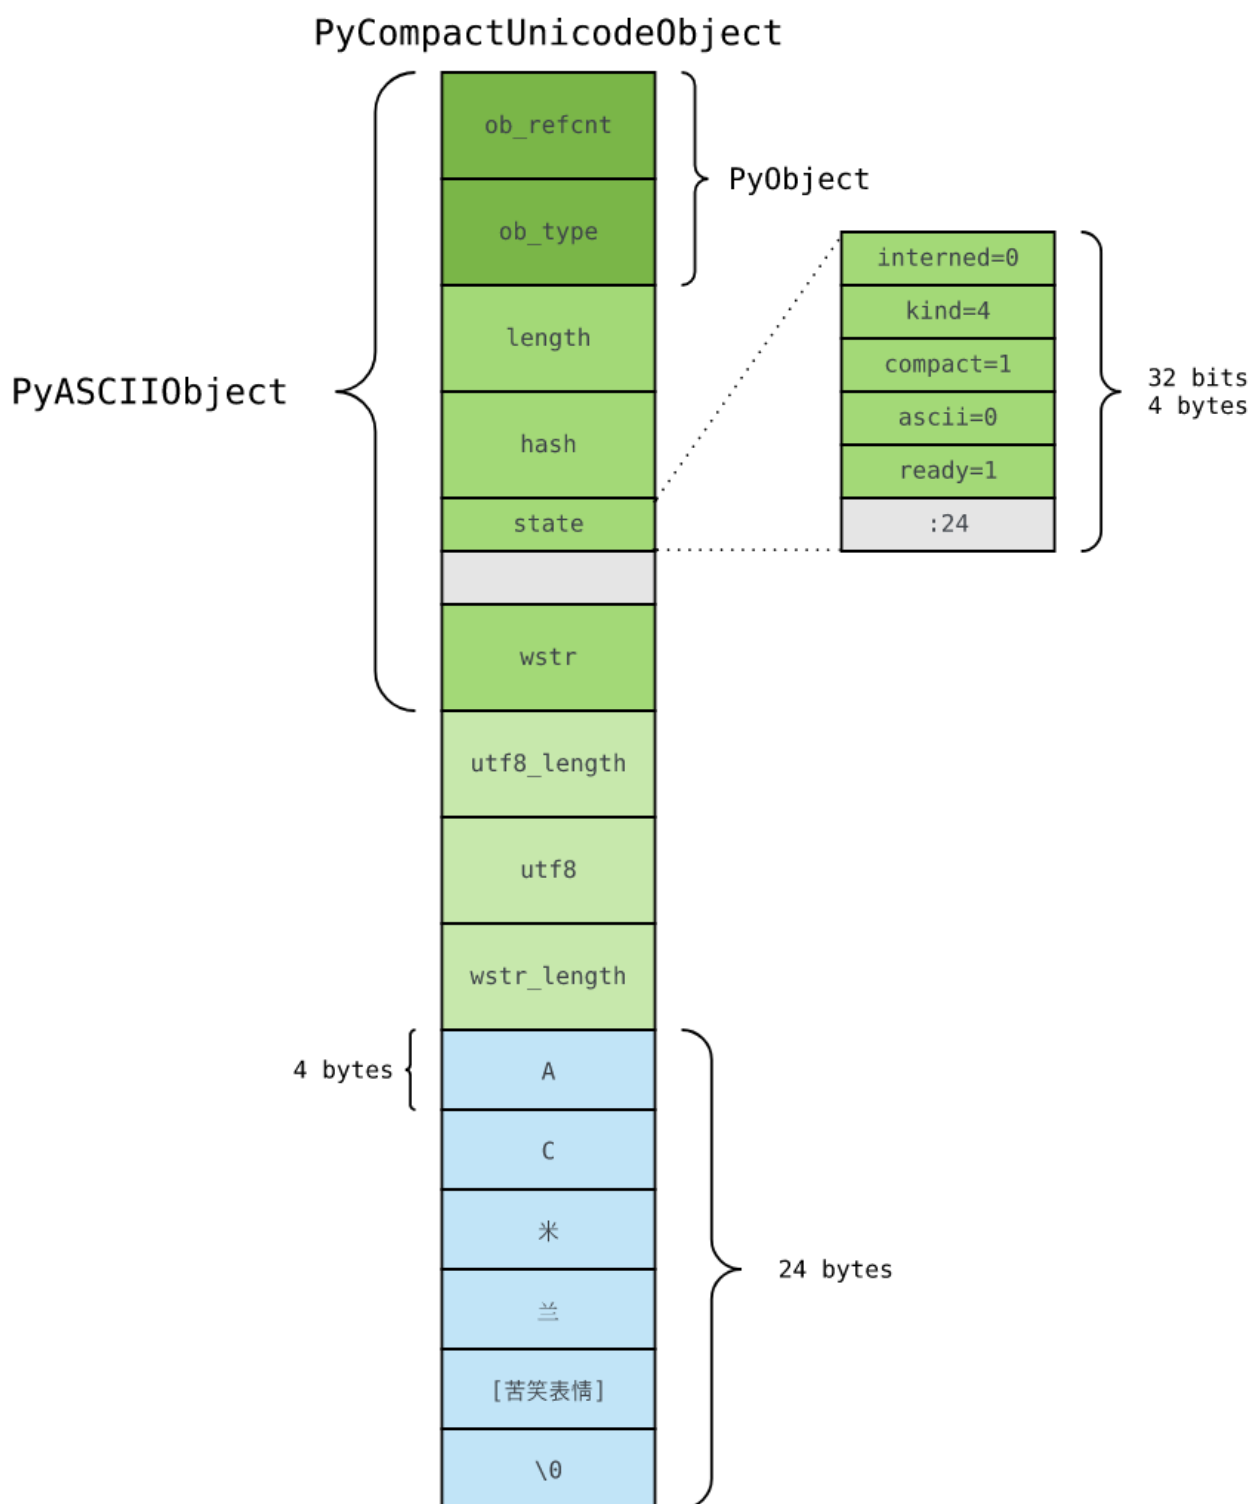 PyCompactUnicodeObject
ob_refcnt
ob_type
PyObject
length
hash
state
wstr
PyASCIIObject
interned=0
kind=4
compact=1
ascii=0
ready=1
:24
32 bits
4 bytes
utf8_length
utf8
wstr_length
4 bytes
A
C
米
兰
[苦笑表情]
\0
24 bytes